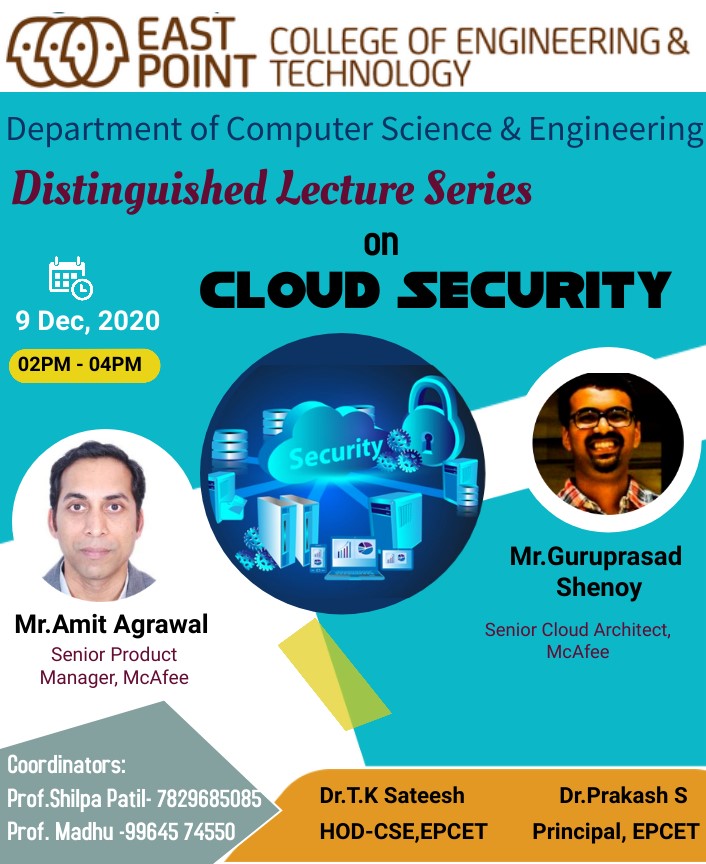 EAST POINT
COLLEGE OF ENGINEERING &
TECHNOLOGY
Department of Computer Science & Engineering
Distinguished Lecture Series
on
CLOUD SECURITY
9 Dec, 2020
02PM - 04PM
Security
Mr.Guruprasad
Shenoy
Senior Cloud Architect,
McAfee
Mr.Amit Agrawal
Senior Product
Manager, McAfee
Coordinators:
Prof.Shilpa Patil- 7829685085
Prof. Madhu -99645 74550
Dr.T.K Sateesh
HOD-CSE,EPCET
Dr.Prakash S
Principal, EPCET